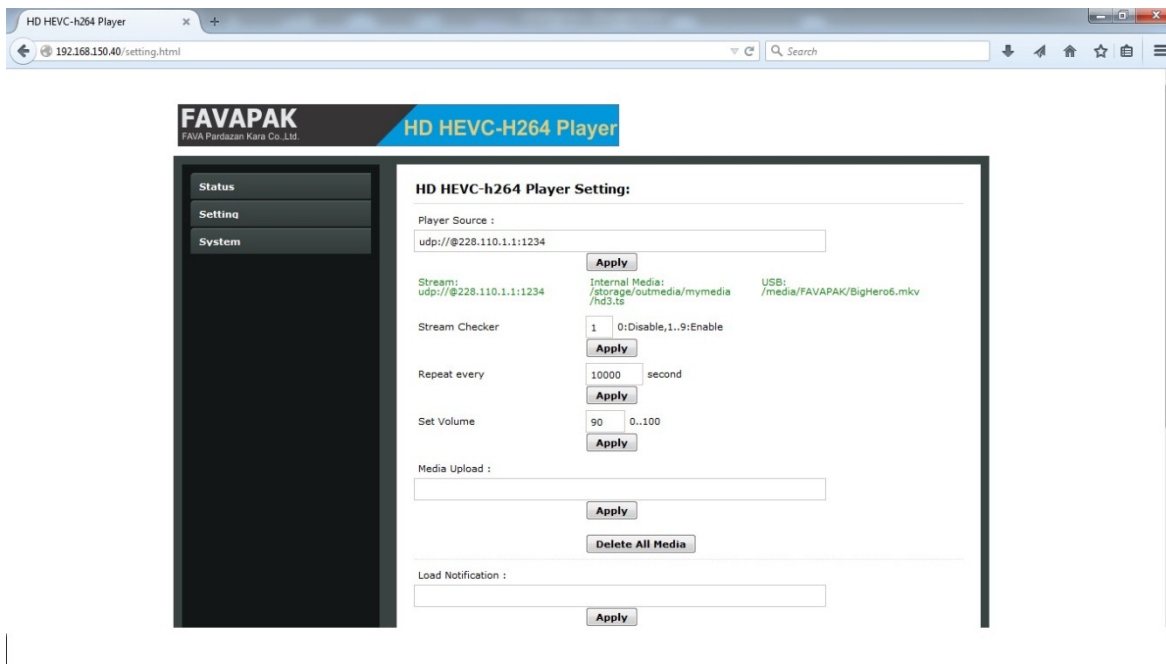 HD HEVC-h264 Player
192.168.150.40/setting.html
Search
FAVAPAK
FAVA Pardazan Kara Co.,Ltd.
HD HEVC-H264 Player
Status
Setting
System
HD HEVC-h264 Player Setting:
Player Source :
udp://@228.110.1.1:1234
Apply
Stream:
udp://@228.110.1.1:1234
Internal Media:
/storage/outmedia/mymedia
/hd3.ts
USB:
/media/FAVAPAK/BigHero6.mkv
Stream Checker 1 0:Disable,1..9:Enable
Apply
Repeat every 10000 second
Apply
Set Volume 90 0..100
Apply
Media Upload :
Apply
Delete All Media
Load Notification :
Apply